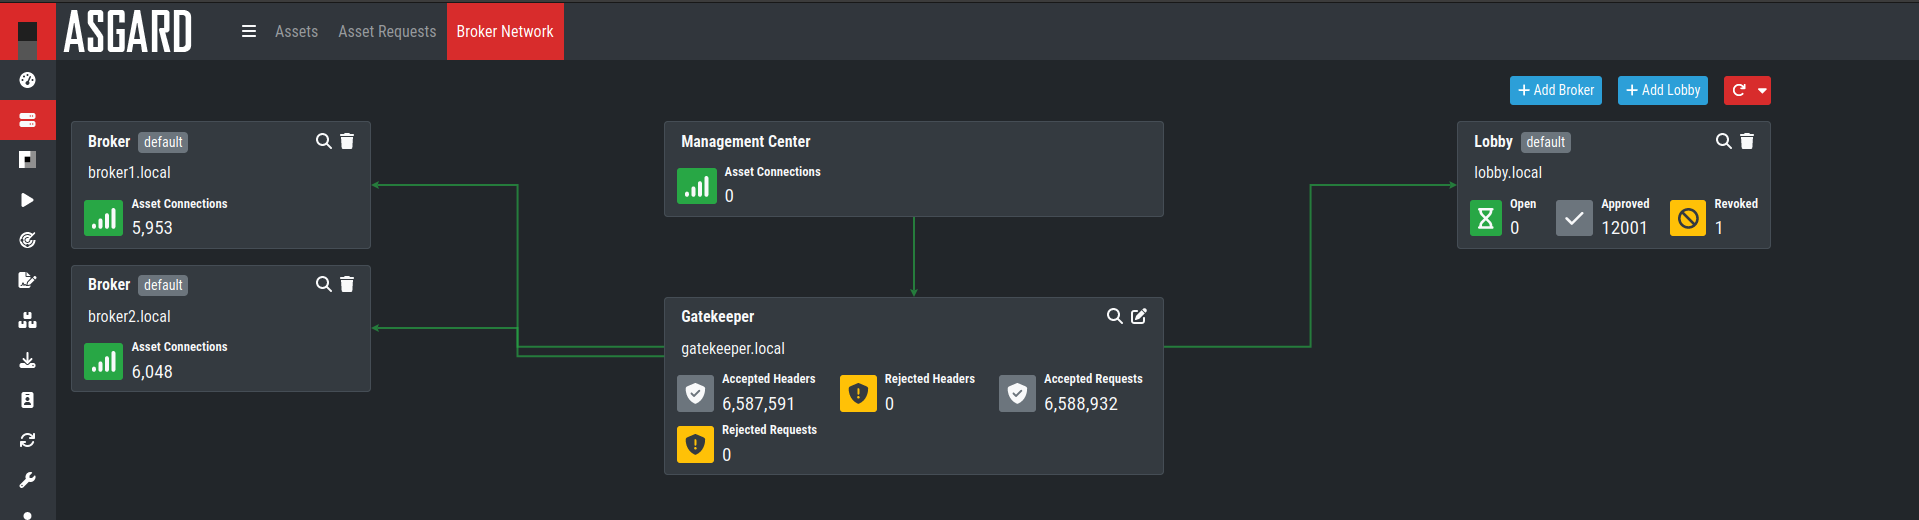 ASGARD
Assets
Asset Requests
Broker Network
Add Broker
Add Lobby
Broker default
broker1.local
Asset Connections
5,953
Broker default
broker2.local
Asset Connections
6,048
Management Center
Asset Connections
0
Gatekeeper
gatekeeper.local
Accepted Headers
6,587,591
Rejected Headers
0
Accepted Requests
6,588,932
Rejected Requests
0
Lobby default
lobby.local
Open
0
Approved
12001
Revoked
1